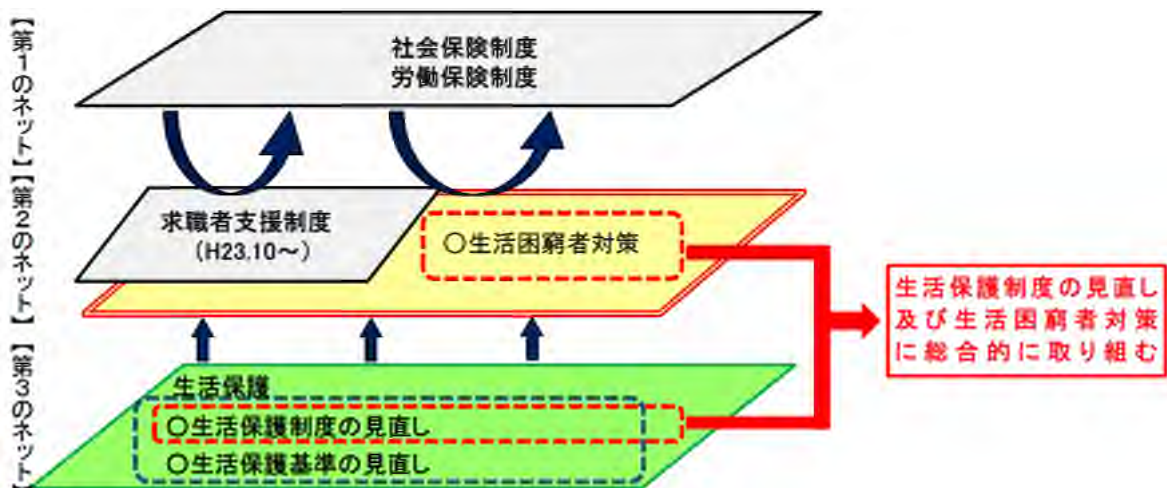 【第1のネット】
社会保険制度
労働保険制度
【第2のネット】
求職者支援制度
(H23.10～)
○生活困窮者対策
【第3のネット】
生活保護
○生活保護制度の見直し
○生活保護基準の見直し
生活保護制度の見直し
及び生活困窮者対策
に総合的に取り組む